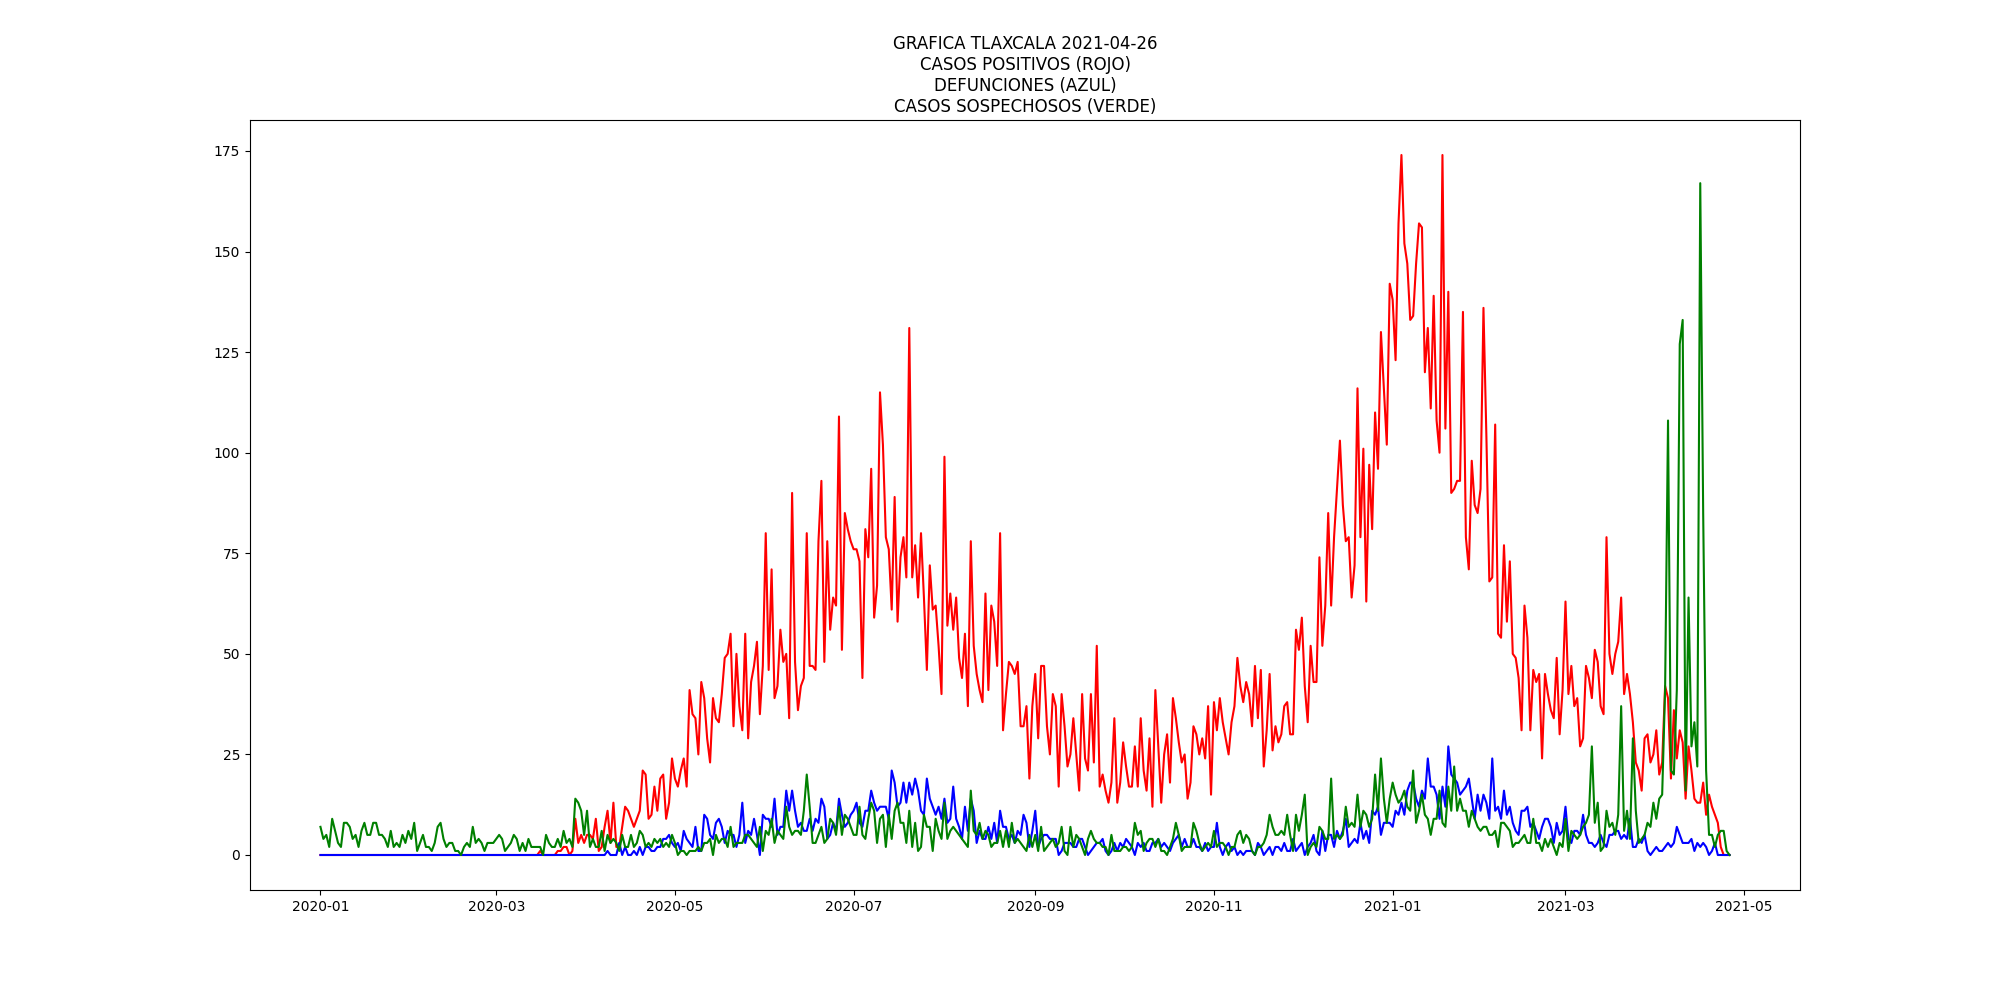 GRAFICA TLAXCALA 2021-04-26
CASOS POSITIVOS (ROJO)
DEFUNCIONES (AZUL)
CASOS SOSPECHOSOS (VERDE)
175
150
125
100
75
50
25
0
2020-01 2020-03 2020-05 2020-07 2020-09 2020-11 2021-01 2021-03 2021-05